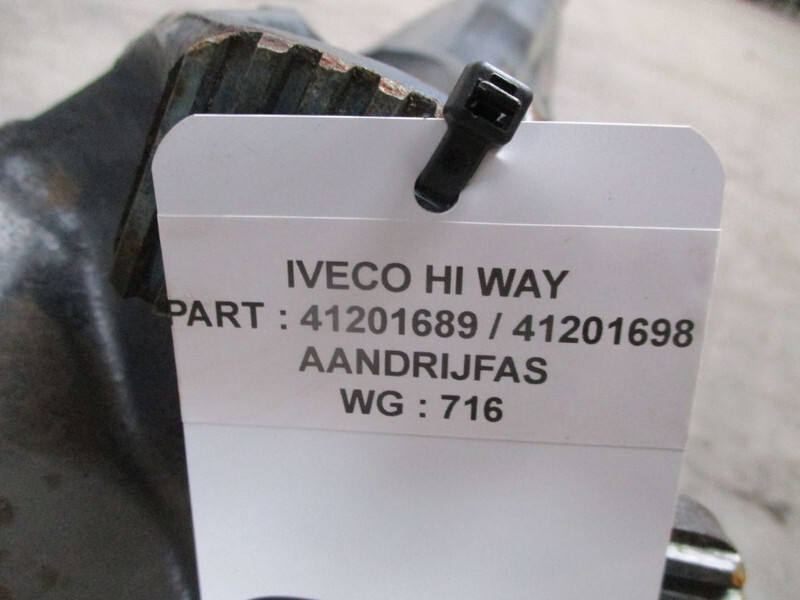 IVECO HI WAY
PART : 41201689 / 41201698
AANDRIJFAS
WG : 716